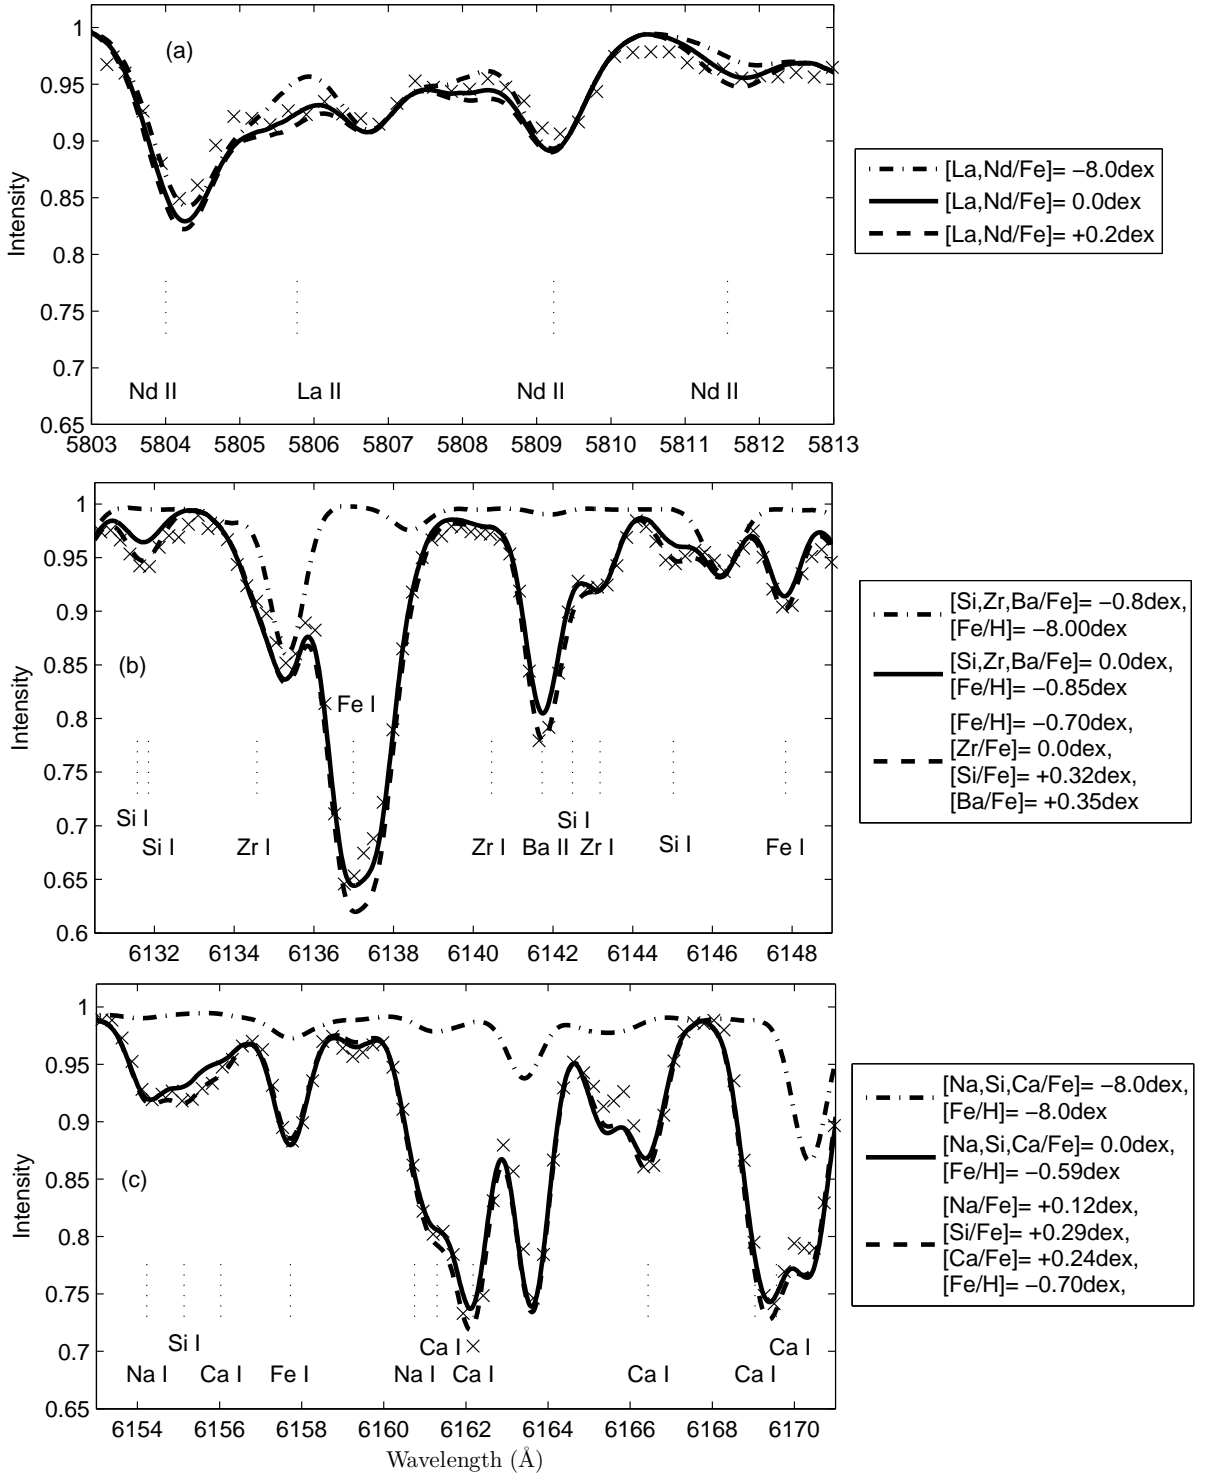 1
0.95
0.9
0.85
0.8
0.75
0.7
0.65
Intensity
(a)
Nd II
La II
Nd II
Nd II
5803 5804 5805 5806 5807 5808 5809 5810 5811 5812 5813
[La,Nd/Fe]= −8.0dex
[La,Nd/Fe]= 0.0dex
[La,Nd/Fe]= +0.2dex
1
0.95
0.9
0.85
0.8
0.75
0.7
0.65
0.6
Intensity
(b)
Fe I
Si I
Si I
Zr I
Zr I
Ba II
Si I
Zr I
Si I
Fe I
6132 6134 6136 6138 6140 6142 6144 6146 6148
[Si,Zr,Ba/Fe]= −0.8dex,
[Fe/H]= −8.00dex
[Si,Zr,Ba/Fe]= 0.0dex,
[Fe/H]= −0.85dex
[Fe/H]= −0.70dex,
[Zr/Fe]= 0.0dex,
[Si/Fe]= +0.32dex,
[Ba/Fe]= +0.35dex
1
0.95
0.9
0.85
0.8
0.75
0.7
0.65
Intensity
(c)
Na I
Si I
Ca I
Fe I
Na I
Ca I
Ca I
Ca I
Ca I
Ca I
6154 6156 6158 6160 6162 6164 6166 6168 6170
Wavelength (Å)
[Na,Si,Ca/Fe]= −8.0dex,
[Fe/H]= −8.0dex
[Na,Si,Ca/Fe]= 0.0dex,
[Fe/H]= −0.59dex
[Na/Fe]= +0.12dex,
[Si/Fe]= +0.29dex,
[Ca/Fe]= +0.24dex,
[Fe/H]= −0.70dex,